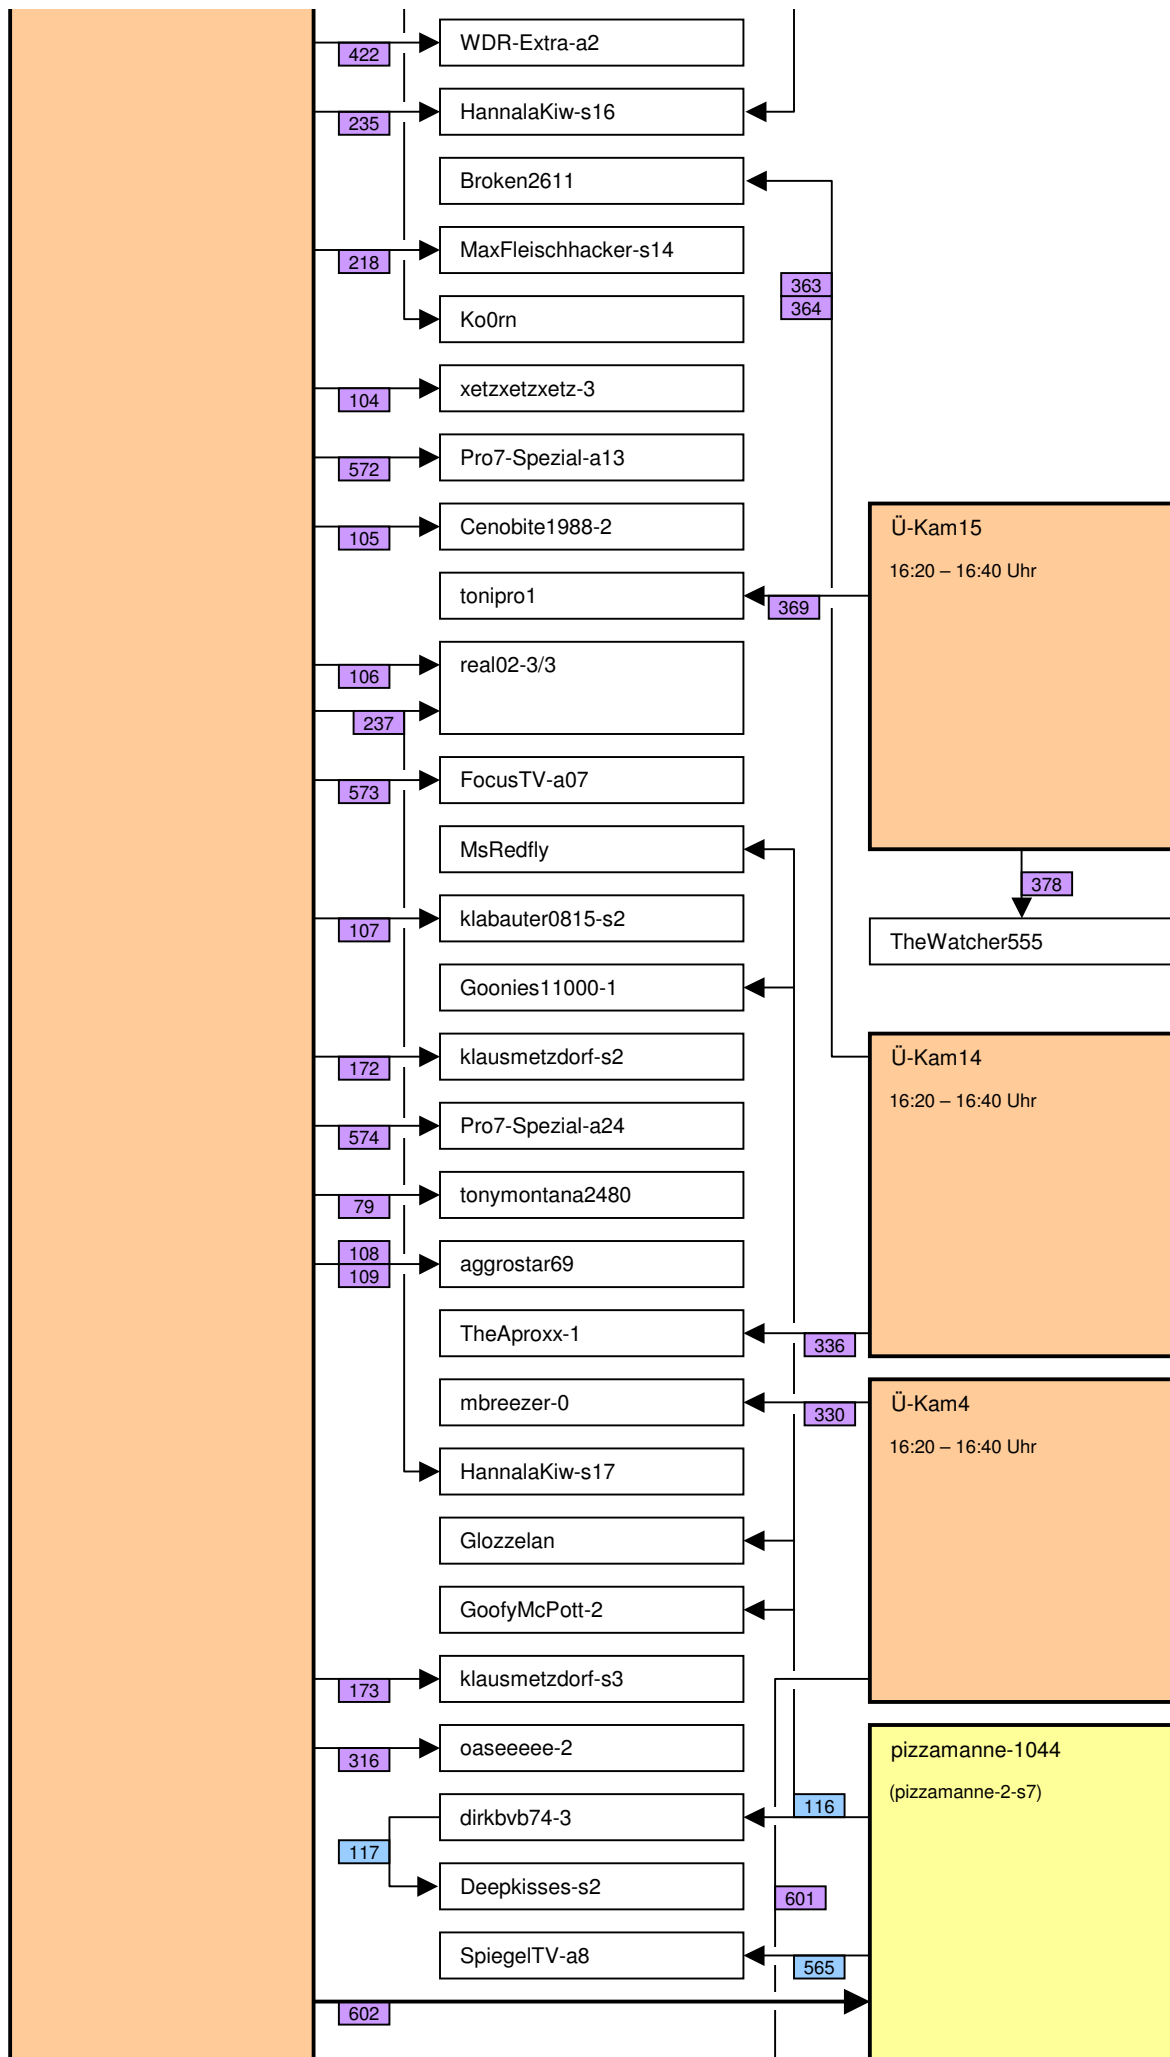 WDR-Extra-a2
422
HannalaKiw-s16
235
Broken2611
MaxFleischhacker-s14
218
363
364
Ko0rn
xetzxetzxetz-3
104
Pro7-Spezial-a13
572
Cenobite1988-2
105
Ü-Kam15
16:20 – 16:40 Uhr
tonipro1
369
real02-3/3
106
237
FocusTV-a07
573
MsRedfly
378
klabauter0815-s2
107
TheWatcher555
Goonies11000-1
klausmetzdorf-s2
172
Ü-Kam14
16:20 – 16:40 Uhr
Pro7-Spezial-a24
574
tonymontana2480
79
108
aggrostar69
109
TheAproxx-1
336
mbreezer-0
330
Ü-Kam4
16:20 – 16:40 Uhr
HannalaKiw-s17
Glozzelan
GoofyMcPott-2
klausmetzdorf-s3
173
oaseeeee-2
316
pizzamanne-1044
(pizzamanne-2-s7)
116
dirkbvb74-3
117
Deepkisses-s2
601
SpiegelTV-a8
565
602